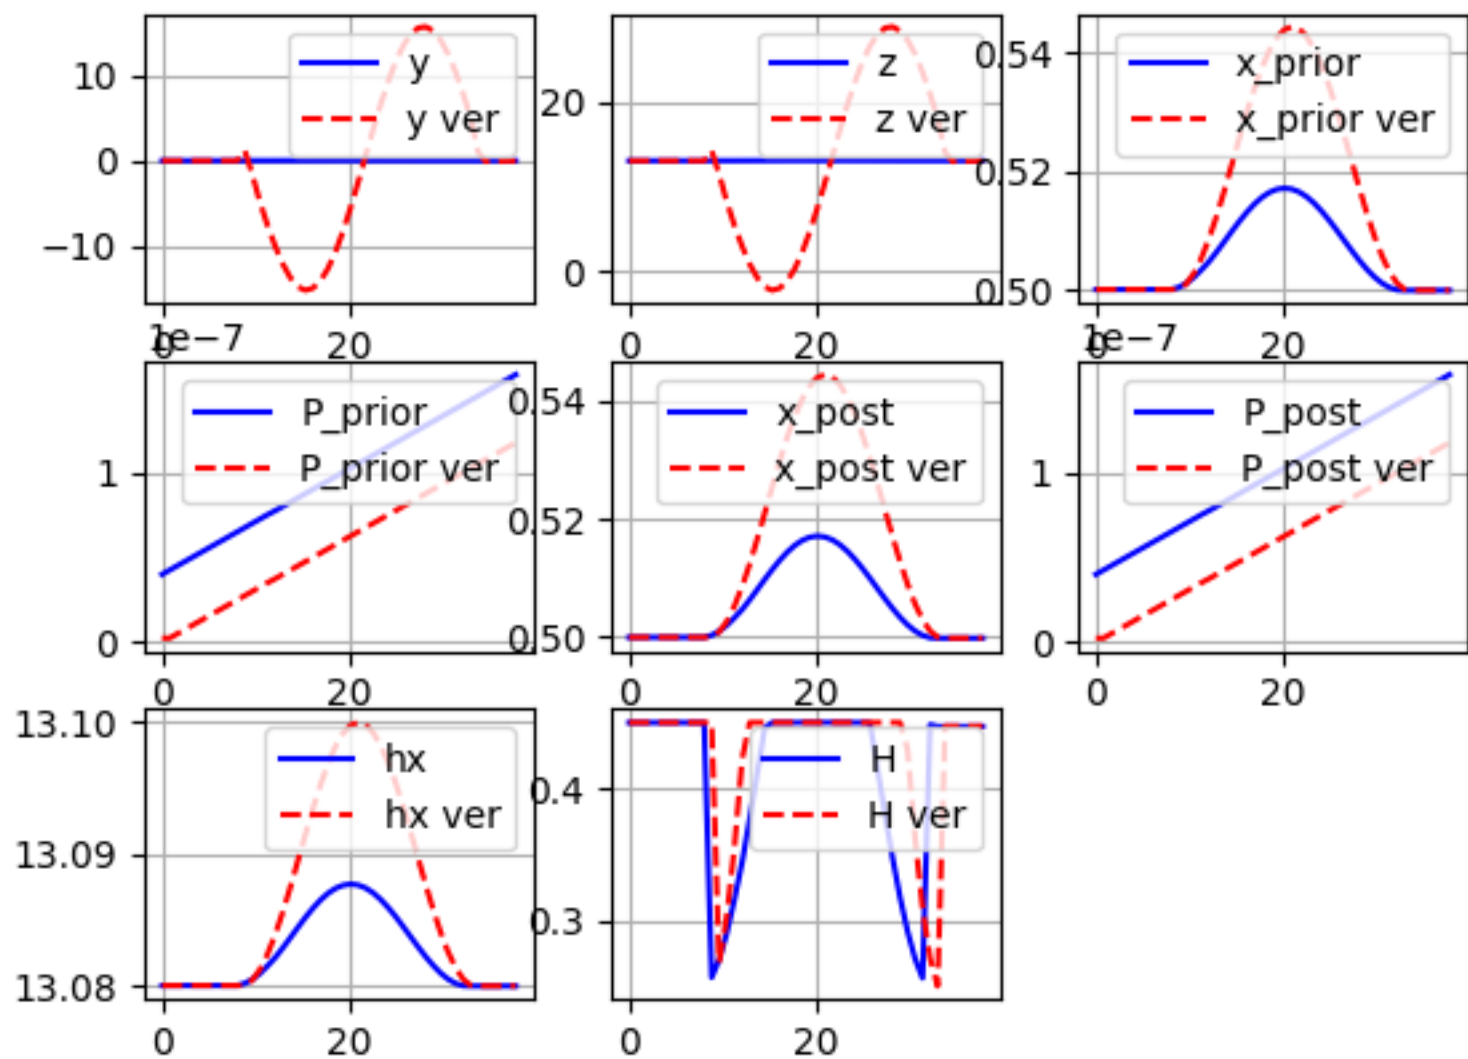 10
0
−10
y
y ver
0
20
20
0
z
z ver
0
20
0.54
0.52
0.50
x_prior
x_prior ver
0
20
1e−7
1
0
P_prior
P_prior ver
0
20
0.54
0.52
0.50
x_post
x_post ver
0
20
1e−7
1
0
P_post
P_post ver
0
20
13.10
13.09
13.08
hx
hx ver
0
20
0.4
0.3
H
H ver
0
20